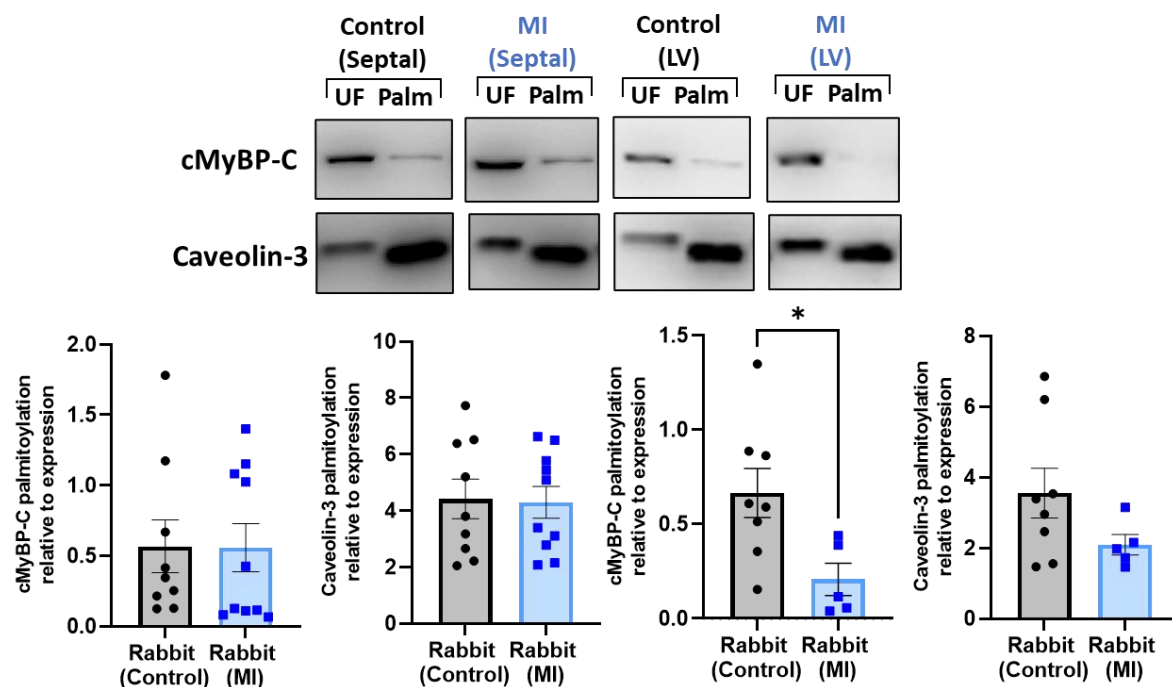 Control
(Septal)
MI
(Septal)
Control
(LV)
MI
(LV)
UF Palm
UF Palm
UF Palm
UF Palm
cMyBP-C
Caveolin-3
cMyBP-C palmitoylation
relative to expression
2.0
1.5
1.0
0.5
0.0
Rabbit
(Control)
Rabbit
(MI)
Caveolin-3 palmitoylation
relative to expression
10
8
6
4
2
0
Rabbit
(Control)
Rabbit
(MI)
cMyBP-C palmitoylation
relative to expression
1.5
1.0
0.5
0.0
*
Rabbit
(Control)
Rabbit
(MI)
Caveolin-3 palmitoylation
relative to expression
8
6
4
2
0
Rabbit
(Control)
Rabbit
(MI)